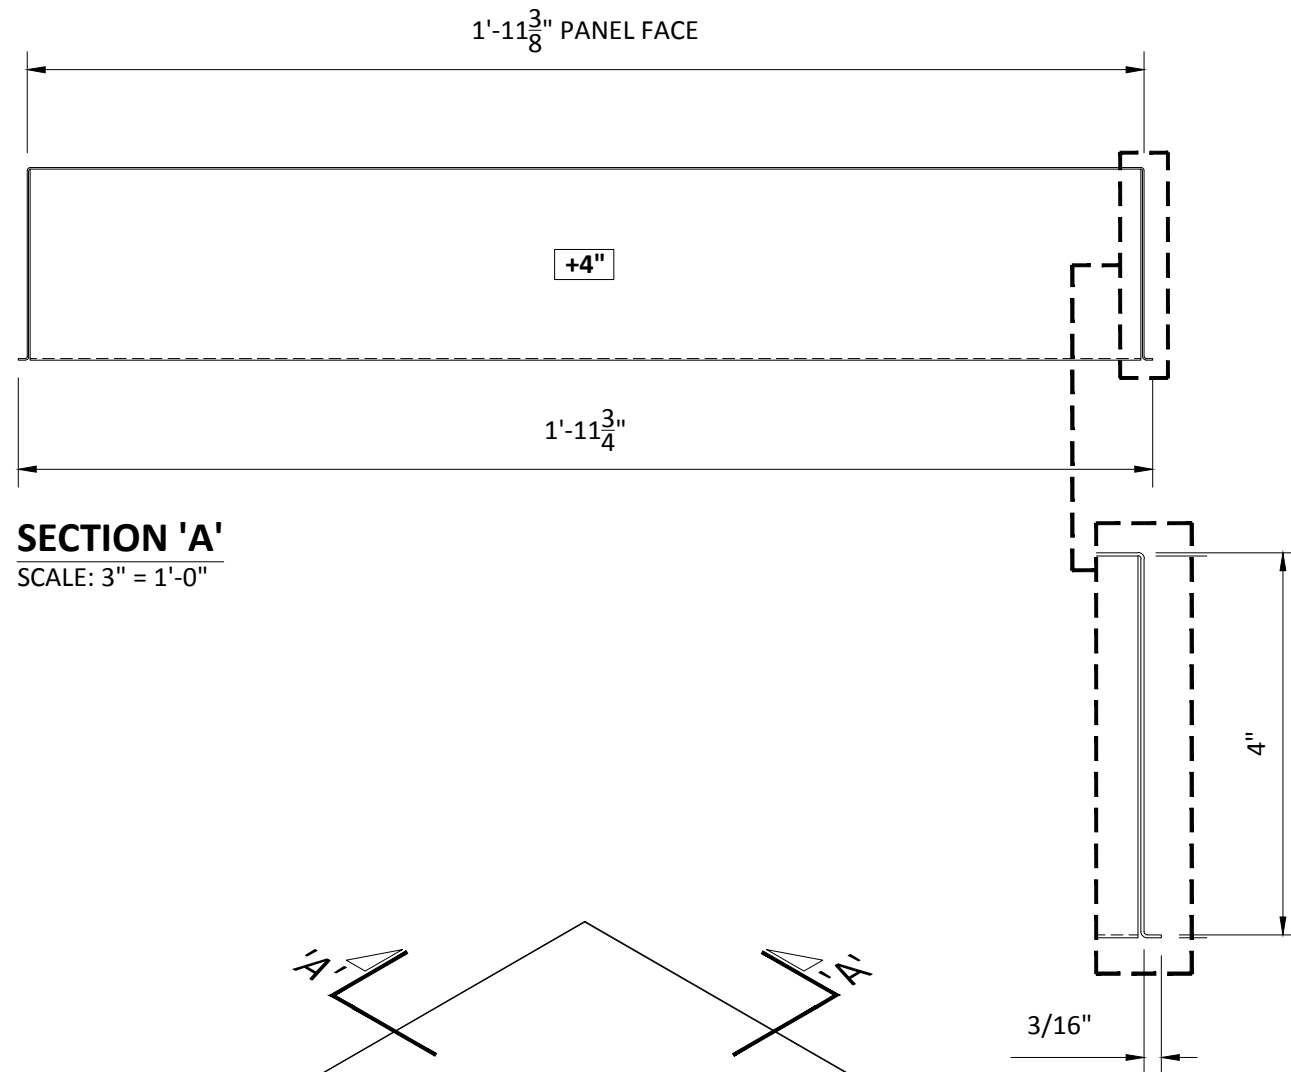 1'-11 3/8" PANEL FACE
+4"
1'-11 3/4"
SECTION 'A'
SCALE: 3" = 1'-0"
4"
'A'
'A'
3/16"